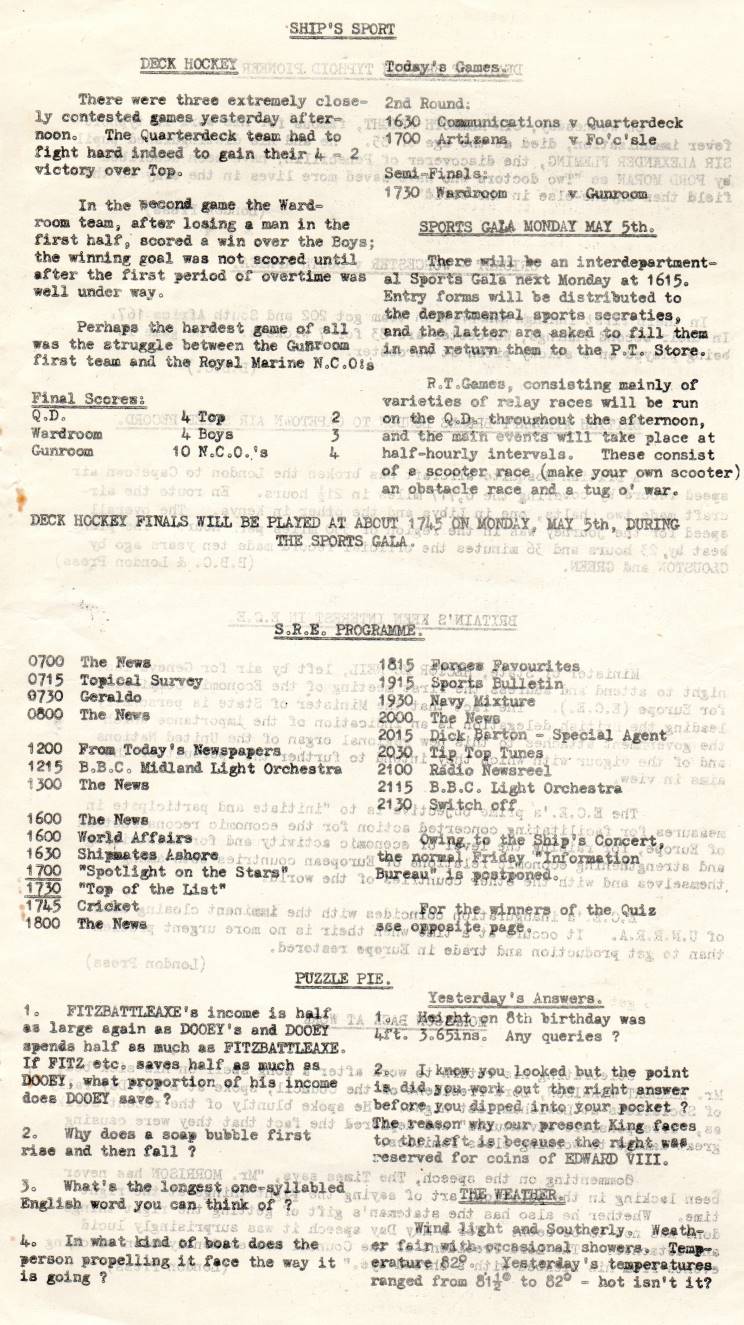 SHIP'S SPORT
DECK HOCKEY
There were three extremely close-
ly contested games yesterday after-
noon. The Quarterdeck team had to
fight hard indeed to gain their 4 - 2
victory over Top.
In the second game the Ward-
room team, after losing a man in the
first half, scored a win over the Boys;
the winning goal was not scored until
after the first period of overtime was
well under way.
Perhaps the hardest game of all
was the struggle between the Gunroom
first team and the Royal Marine N.C.O's
Final Scores:
Q.D. 4 Top 2
Wardroom 4 Boys 3
Gunroom 10 N.C.O.'s 4
Today's Games.
2nd Round:
1630 Communications v Quarterdeck
1700 Artizans v Fo'c'sle
Semi-Finals:
1730 Wardroom v Gunroom
SPORTS GALA MONDAY MAY 5th.
There will be an interdepartment-
al Sports Gala next Monday at 1615.
Entry forms will be distributed to
the departmental sports secraties,
and the latter are asked to fill them
in and return them to the P.T. Store.
R.T.Games, consisting mainly of
varieties of relay races will be run
on the Q.D. throughout the afternoon,
and the main events will take place at
half-hourly intervals. These consist
of a scooter race (make your own scooter)
an obstacle race and a tug o' war.
DECK HOCKEY FINALS WILL BE PLAYED AT ABOUT 1745 ON MONDAY, MAY 5th, DURING
THE SPORTS GALA.
S.R.E. PROGRAMME.
0700 The News
0715 Topical Survey
0730 Geraldo
0800 The News
1200 From Today's Newspapers
1215 B.B.C. Midland Light Orchestra
1300 The News
1600 The News
1600 World Affairs
1630 Shipmates Ashore
1700 "Spotlight on the Stars"
1730 "Top of the List"
1745 Cricket
1800 The News
1815 Forces Favourites
1915 Sports Bulletin
1930 Navy Mixture
2000 The News
2015 Dick Barton - Special Agent
2030 Tip Top Tunes
2100 Radio Newsreel
2115 B.B.C. Light Orchestra
2130 Switch off
Owing to the Ship's Concert,
the normal Friday "Information
Bureau" is postponed.
For the winners of the Quiz
see opposite page.
PUZZLE PIE.
1. FITZBATTLEAXE's income is half
as large again as DOOEY's and DOOEY
spends half as much as FITZBATTLEAXE.
If FITZ etc. saves half as much as
DOOEY, what proportion of his income
does DOOEY save ?
2. Why does a soap bubble first
rise and then fall ?
3. What's the longest one-syllabled
English word you can think of ?
4. In what kind of boat does the
person propelling it face the way it
is going ?
Yesterday's Answers.
1. Height on 8th birthday was
4ft. 3.65ins. Any queries ?
2. I know you looked but the point
is did you work out the right answer
before you dipped into your pocket ?
The reason why our present King faces
to the left is because the right was
reserved for coins of EDWARD VIII.
THE WEATHER.
Wind light and Southerly. Weath-
er fair with occasional showers. Temp-
erature 82°. Yesterday's temperatures
ranged from 81½° to 82° - hot isn't it?